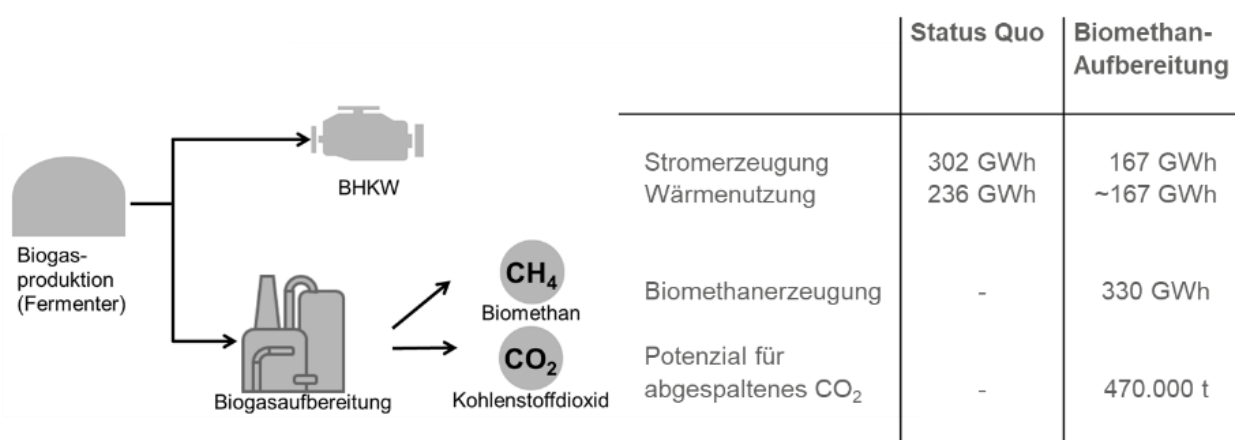 BHKW
Biogas-
produktion
(Fermenter)
CH₄
Biomethan
CO₂
Biogasaufbereitung
Kohlenstoffdioxid
Status Quo Biomethan-
Aufbereitung
Stromerzeugung 302 GWh 167 GWh
Wärmenutzung 236 GWh ~167 GWh
Biomethanerzeugung - 330 GWh
Potenzial für
abgespaltenes CO₂ - 470.000 t